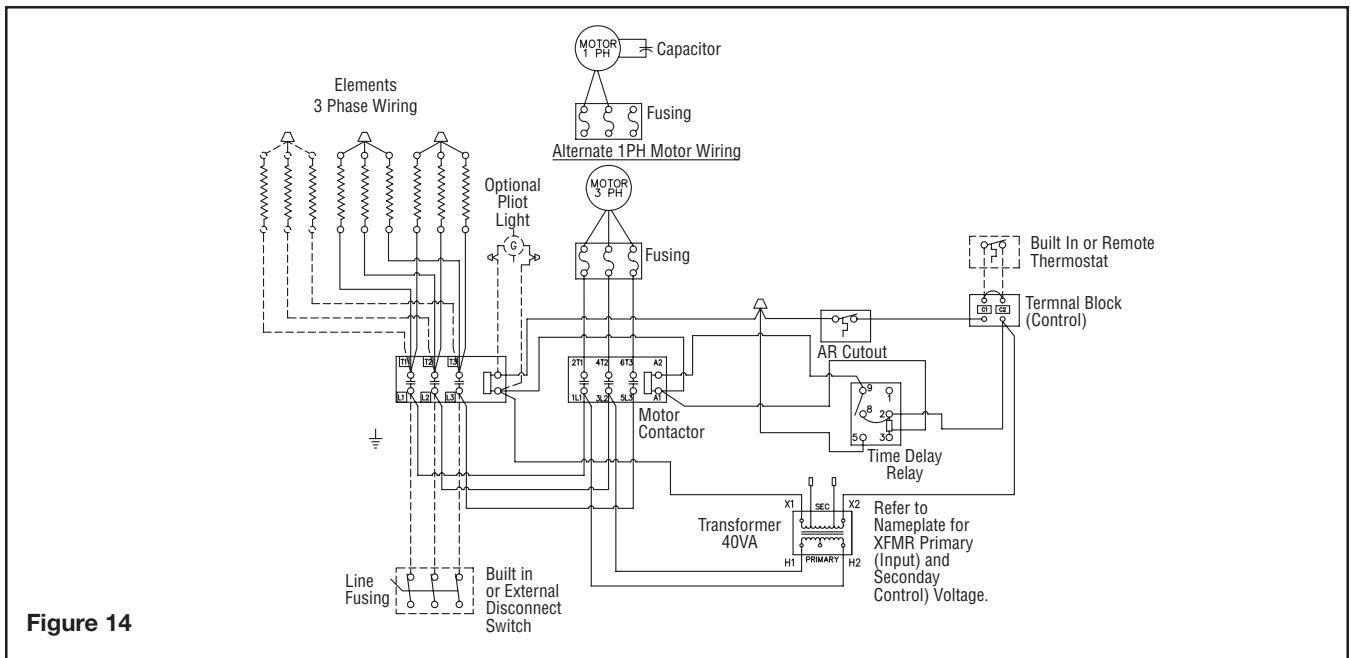 MOTOR
1 PH
Capacitor
Fusing
Alternate 1PH Motor Wiring
Elements
3 Phase Wiring
Optional
Pliot
Light
G
MOTOR
3 PH
Fusing
Built In or Remote
Thermostat
C1 C2
Termnal Block
(Control)
AR Cutout
T1 T2 T3
L1 L2 L3
2T1 4T2 6T3 A2
1L1 3L2 5L3 A1
Motor
Contactor
9 1
8 2
5 3
Time Delay
Relay
X1 SEC X2
Transformer
40VA
H1 PRIMARY H2
Refer to
Nameplate for
XFMR Primary
(Input) and
Seconday
Control) Voltage.
Line
Fusing
Built in
or External
Disconnect
Switch
Figure 14